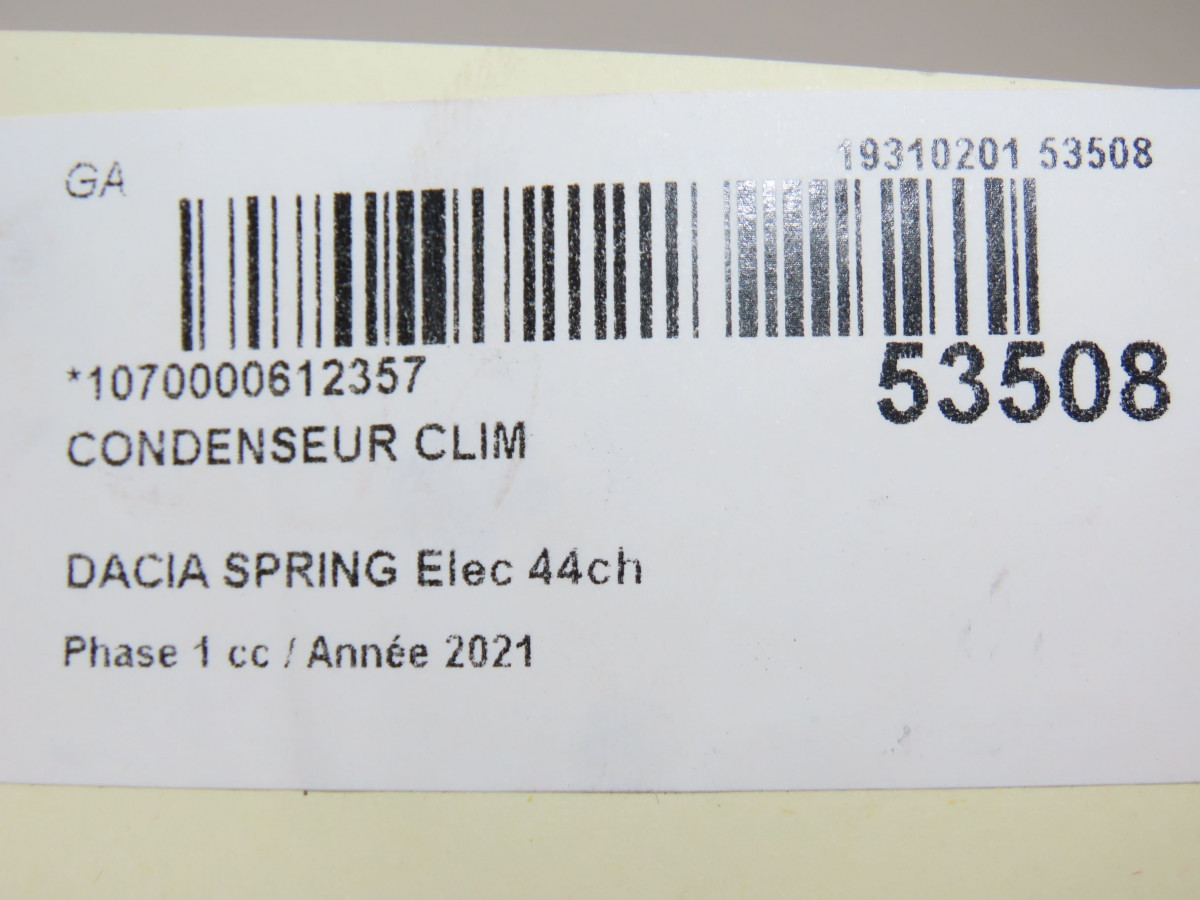 GA
19310201 53508
*1070000612357
53508
CONDENSEUR CLIM
DACIA SPRING Elec 44ch
Phase 1 cc / Année 2021